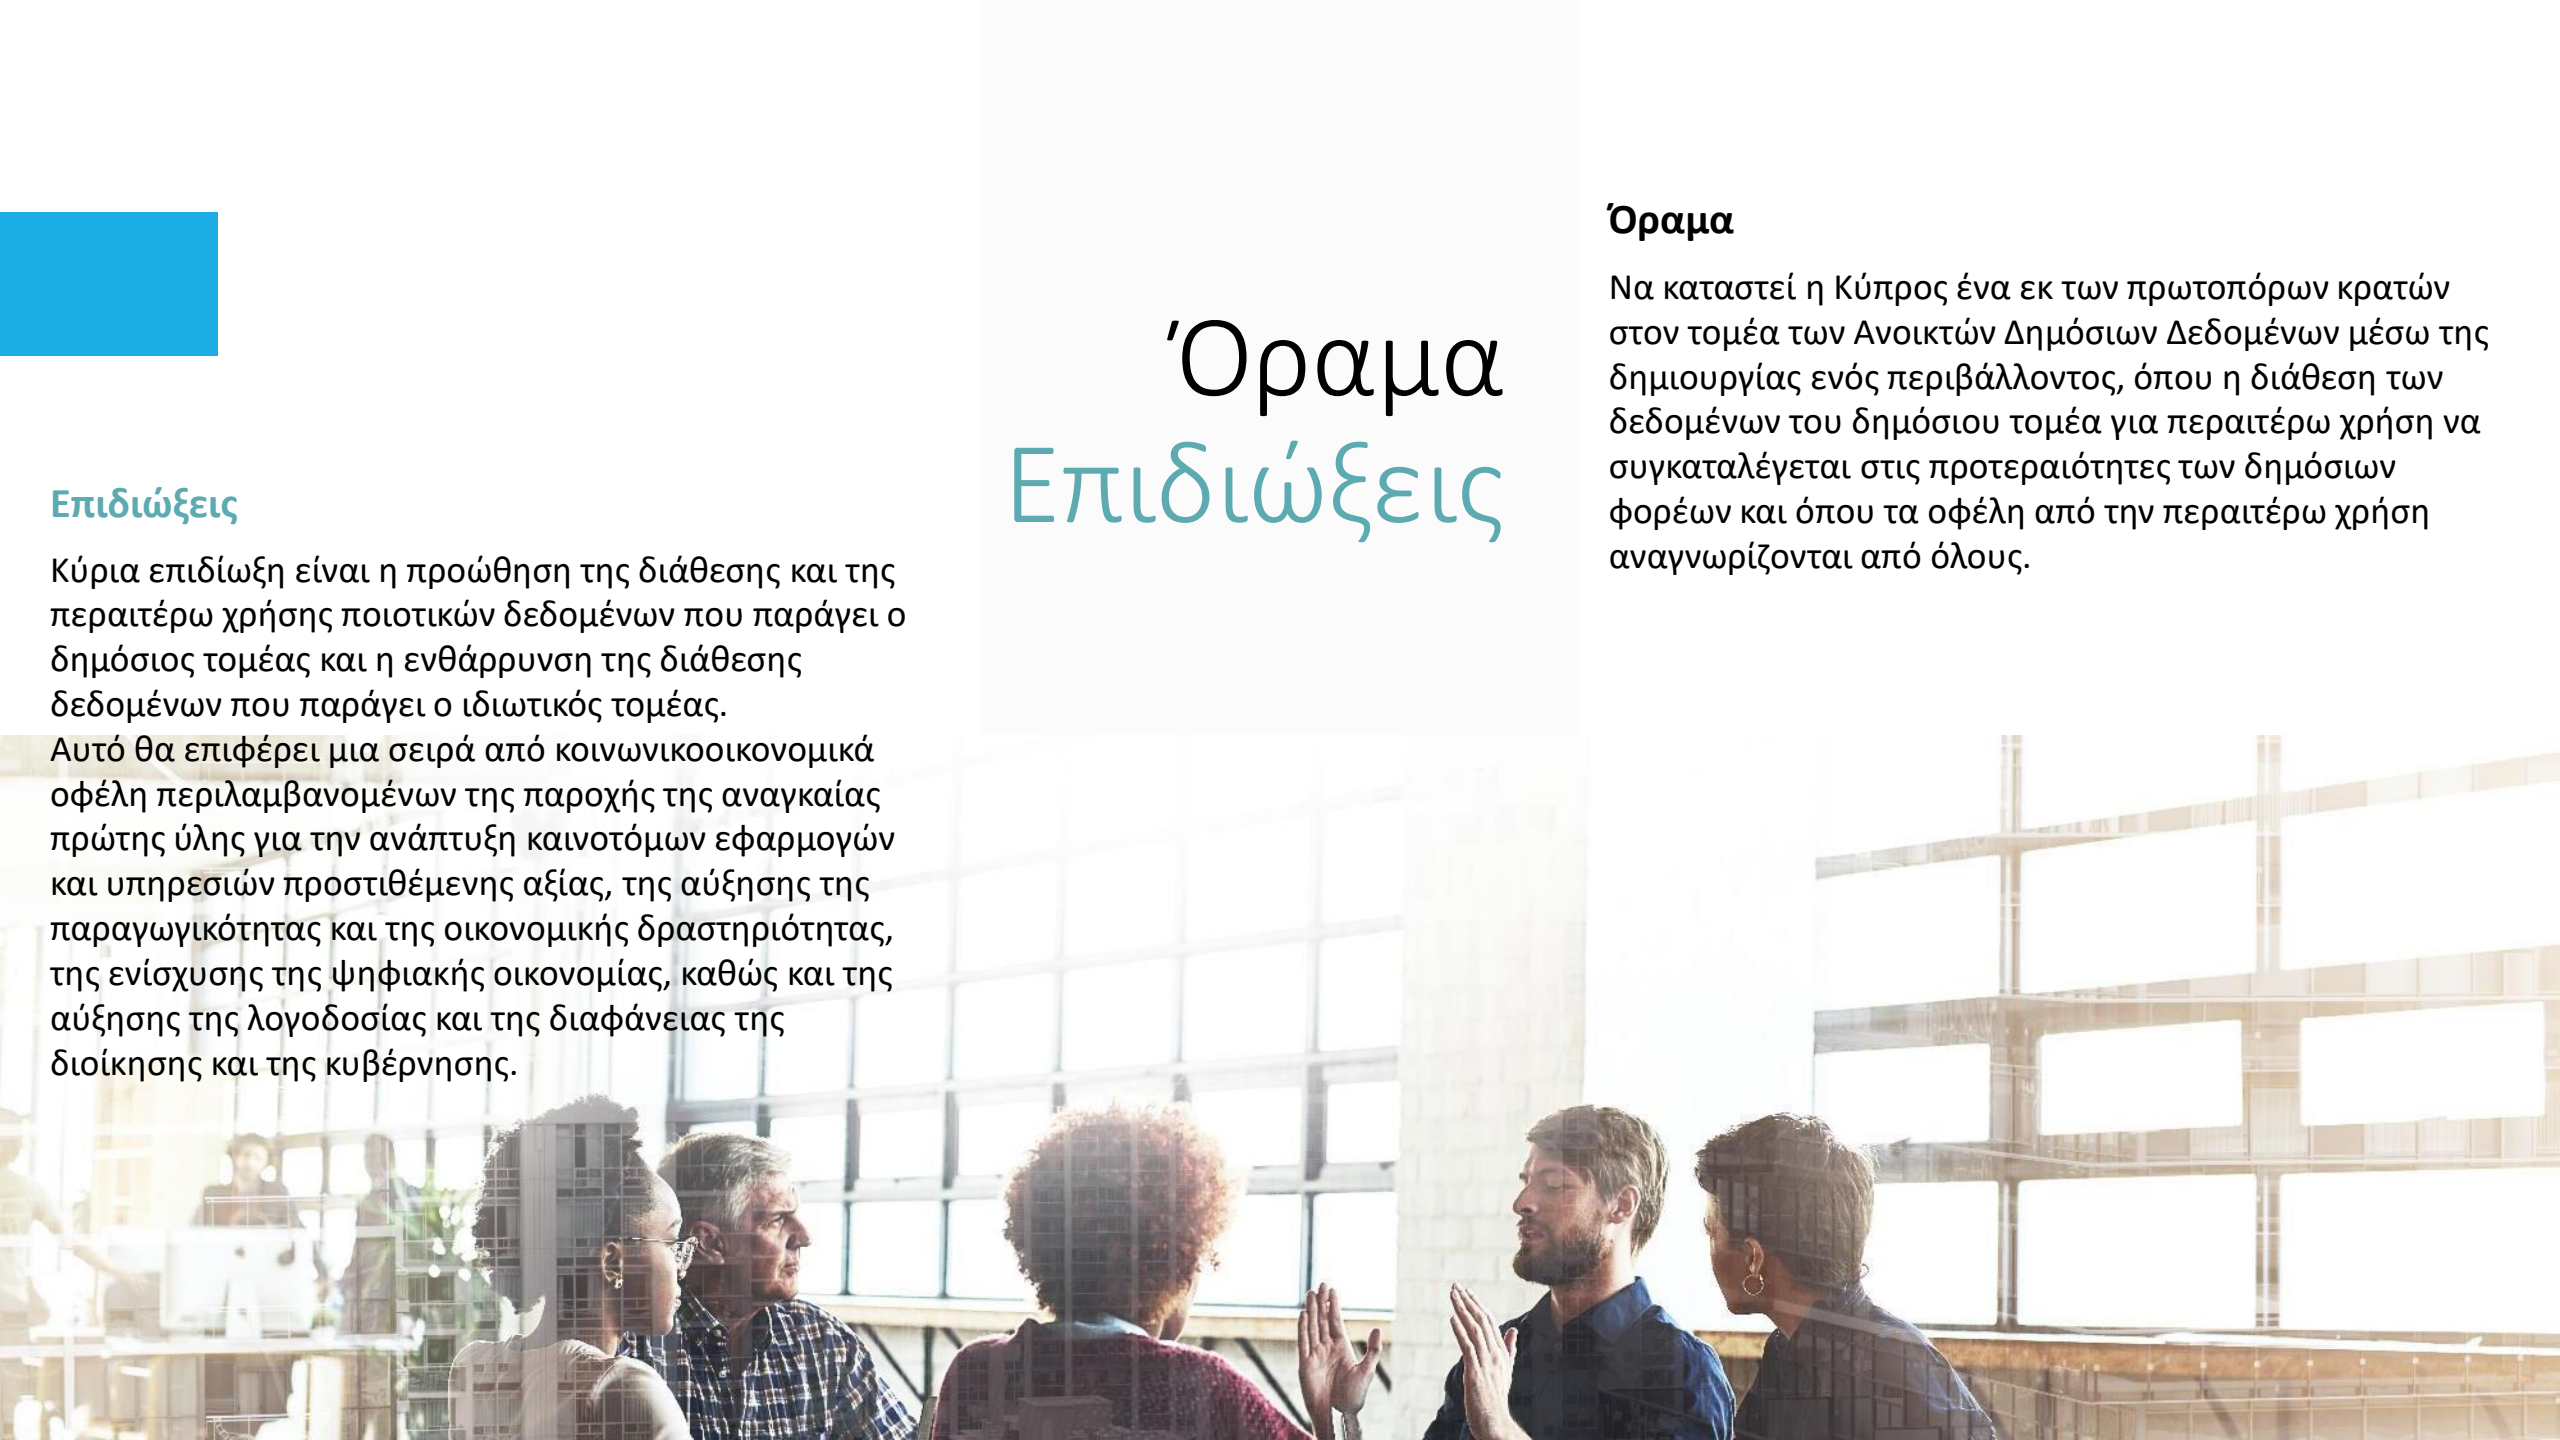 Όραμα
Επιδιώξεις
Όραμα
Να καταστεί η Κύπρος ένα εκ των πρωτοπόρων κρατών
στον τομέα των Ανοικτών Δημόσιων Δεδομένων μέσω της
δημιουργίας ενός περιβάλλοντος, όπου η διάθεση των
δεδομένων του δημόσιου τομέα για περαιτέρω χρήση να
συγκαταλέγεται στις προτεραιότητες των δημόσιων
φορέων και όπου τα οφέλη από την περαιτέρω χρήση
αναγνωρίζονται από όλους.
Επιδιώξεις
Κύρια επιδίωξη είναι η προώθηση της διάθεσης και της
περαιτέρω χρήσης ποιοτικών δεδομένων που παράγει ο
δημόσιος τομέας και η ενθάρρυνση της διάθεσης
δεδομένων που παράγει ο ιδιωτικός τομέας.
Αυτό θα επιφέρει μια σειρά από κοινωνικοοικονομικά
οφέλη περιλαμβανομένων της παροχής της αναγκαίας
πρώτης ύλης για την ανάπτυξη καινοτόμων εφαρμογών
και υπηρεσιών προστιθέμενης αξίας, της αύξησης της
παραγωγικότητας και της οικονομικής δραστηριότητας,
της ενίσχυσης της ψηφιακής οικονομίας, καθώς και της
αύξησης της λογοδοσίας και της διαφάνειας της
διοίκησης και της κυβέρνησης.